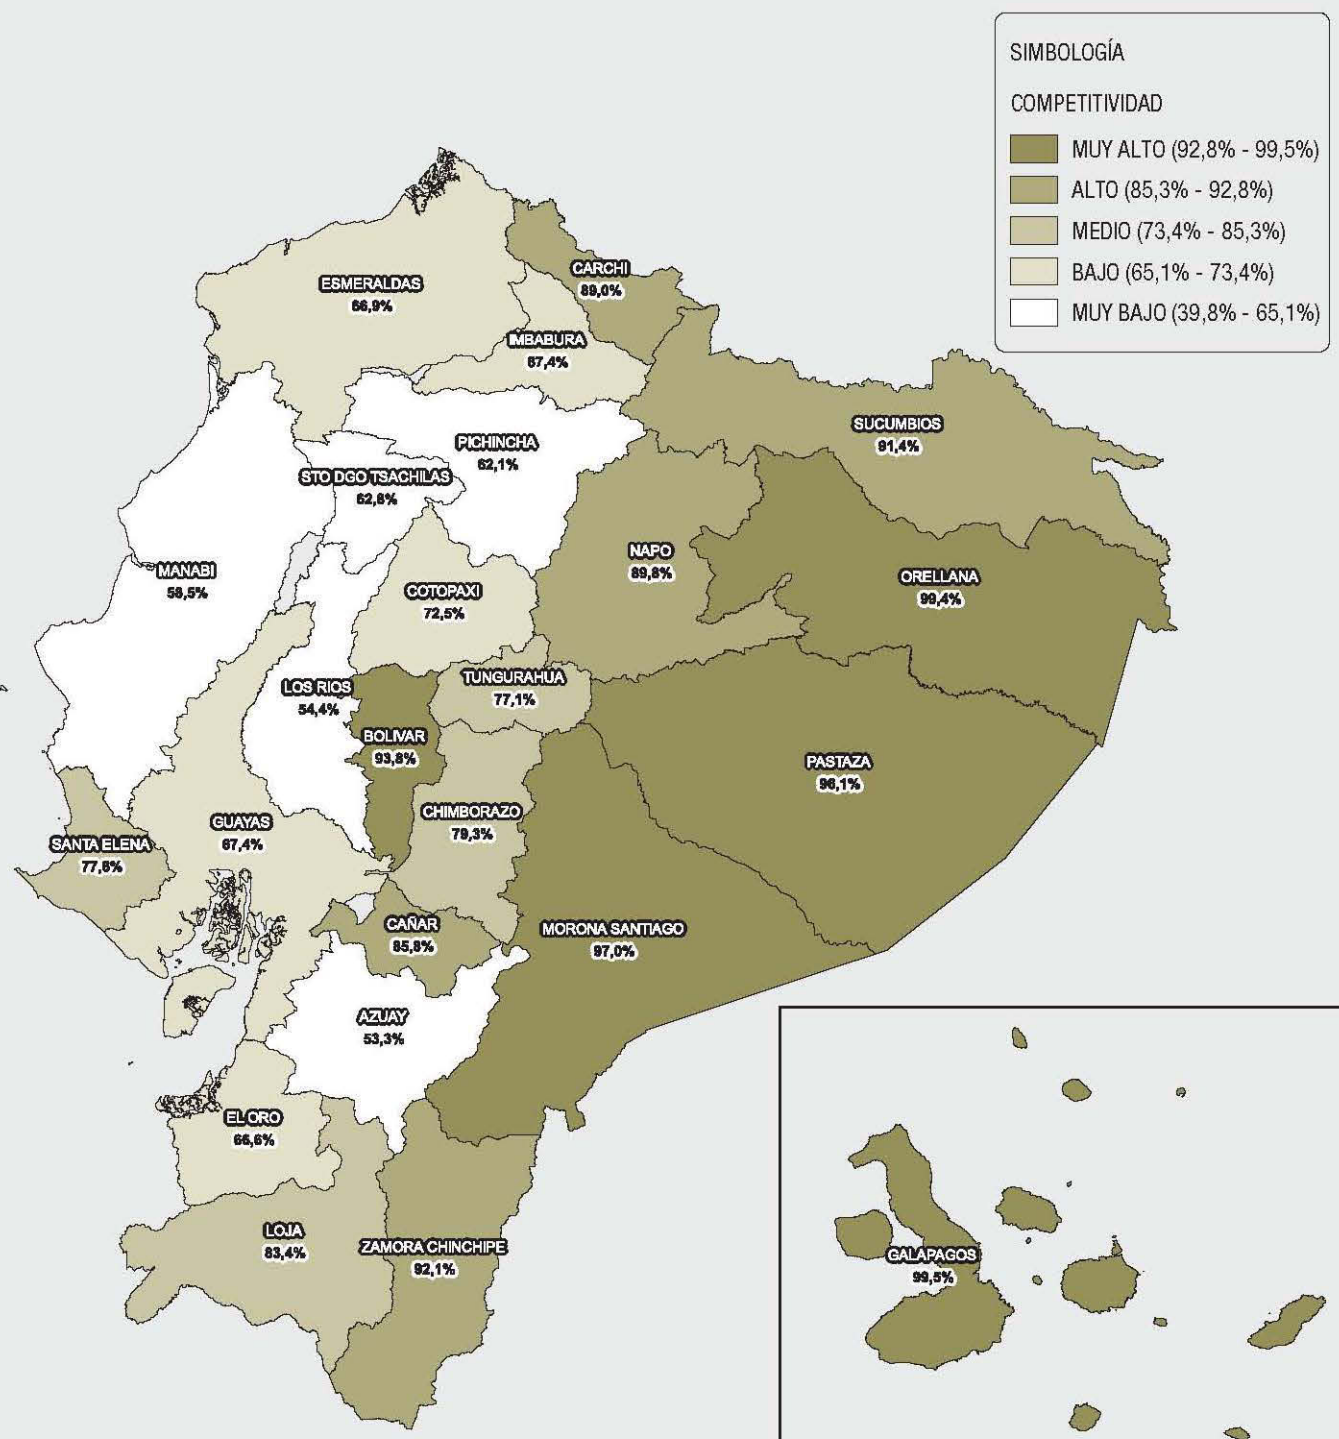 SIMBOLOGÍA
COMPETITIVIDAD
MUY ALTO (92,8% - 99,5%)
ALTO (85,3% - 92,8%)
MEDIO (73,4% - 85,3%)
BAJO (65,1% - 73,4%)
MUY BAJO (39,8% - 65,1%)
ESMERALDAS
66,9%
CARCHI
89,0%
IMBABURA
67,4%
SUCUMBIOS
91,4%
PICHINCHA
62,1%
STO DGO TSACHILAS
62,8%
NAPO
89,8%
MANABI
58,5%
COTOPAXI
72,5%
ORELLANA
99,4%
LOS RIOS
54,4%
TUNGURAHUA
77,1%
BOLIVAR
93,8%
PASTAZA
96,1%
CHIMBORAZO
79,3%
GUAYAS
67,4%
SANTA ELENA
77,8%
CAÑAR
85,8%
MORONA SANTIAGO
97,0%
AZUAY
53,3%
EL ORO
65,6%
LOJA
83,4%
ZAMORA CHINCHIPE
92,1%
GALAPAGOS
99,5%